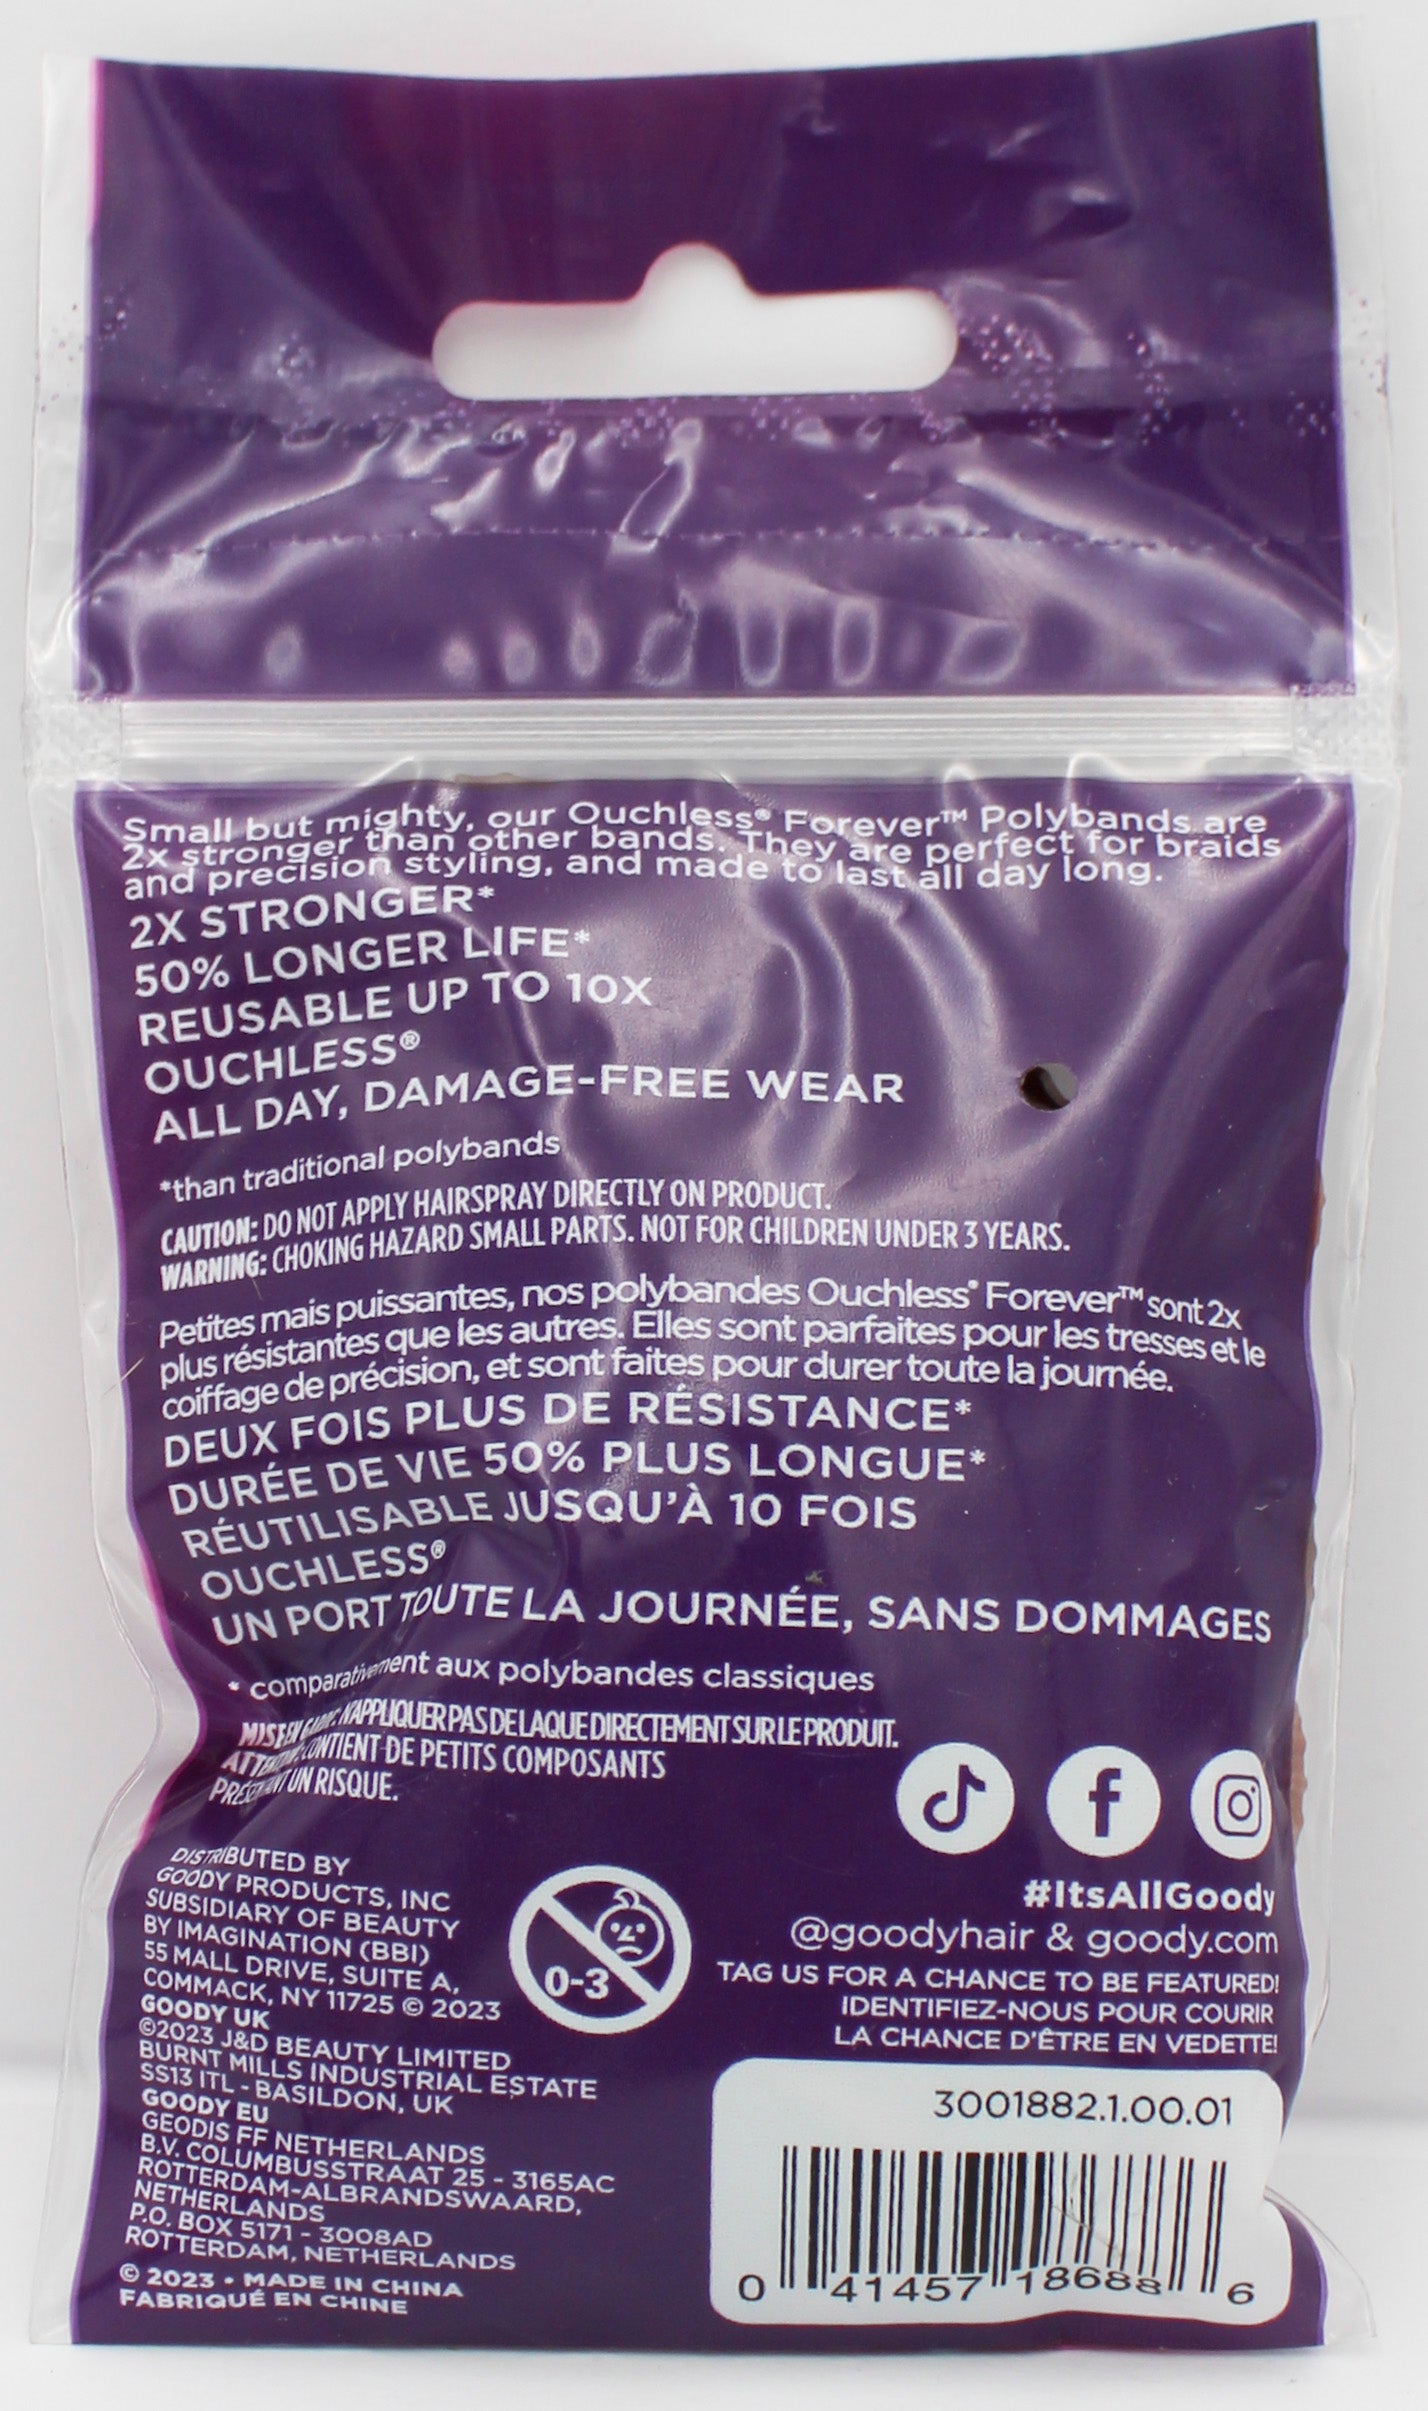 Small but mighty, our Ouchless® Forever™ Polybands are
2x stronger than other bands. They are perfect for braids
and precision styling, and made to last all day long.
2X STRONGER*
50% LONGER LIFE*
REUSABLE UP TO 10X
OUCHLESS®
ALL DAY, DAMAGE-FREE WEAR
*than traditional polybands
CAUTION: DO NOT APPLY HAIRSPRAY DIRECTLY ON PRODUCT.
WARNING: CHOKING HAZARD SMALL PARTS. NOT FOR CHILDREN UNDER 3 YEARS.
Petites mais puissantes, nos polybandes Ouchless® Forever™ sont 2x
plus résistantes que les autres. Elles sont parfaites pour les tresses et le
coiffage de précision, et sont faites pour durer toute la journée.
DEUX FOIS PLUS DE RÉSISTANCE*
DURÉE DE VIE 50% PLUS LONGUE*
RÉUTILISABLE JUSQU'À 10 FOIS
OUCHLESS®
UN PORT TOUTE LA JOURNÉE, SANS DOMMAGES
* comparativement aux polybandes classiques
N'APPLIQUER PAS DE LAQUE DIRECTEMENT SUR LE PRODUIT.
CONTIENT DE PETITS COMPOSANTS
UN RISQUE.
DISTRIBUTED BY
GOODY PRODUCTS, INC
SUBSIDIARY OF BEAUTY
BY IMAGINATION (BBI)
55 MALL DRIVE, SUITE A,
COMMACK, NY 11725 © 2023
GOODY UK
©2023 J&D BEAUTY LIMITED
BURNT MILLS INDUSTRIAL ESTATE
SS13 ITL - BASILDON, UK
GOODY EU
GEODIS FF NETHERLANDS
B.V. COLUMBUSSTRAAT 25 - 3165AC
ROTTERDAM-ALBRANDSWAARD,
NETHERLANDS
P.O. BOX 5171 - 3008AD
ROTTERDAM, NETHERLANDS
© 2023 • MADE IN CHINA
FABRIQUÉ EN CHINE
0-3
#ItsAllGoody
@goodyhair & goody.com
TAG US FOR A CHANCE TO BE FEATURED!
IDENTIFIEZ-NOUS POUR COURIR
LA CHANCE D'ÊTRE EN VEDETTE!
3001882.1.00.01
0 41457 18688 6